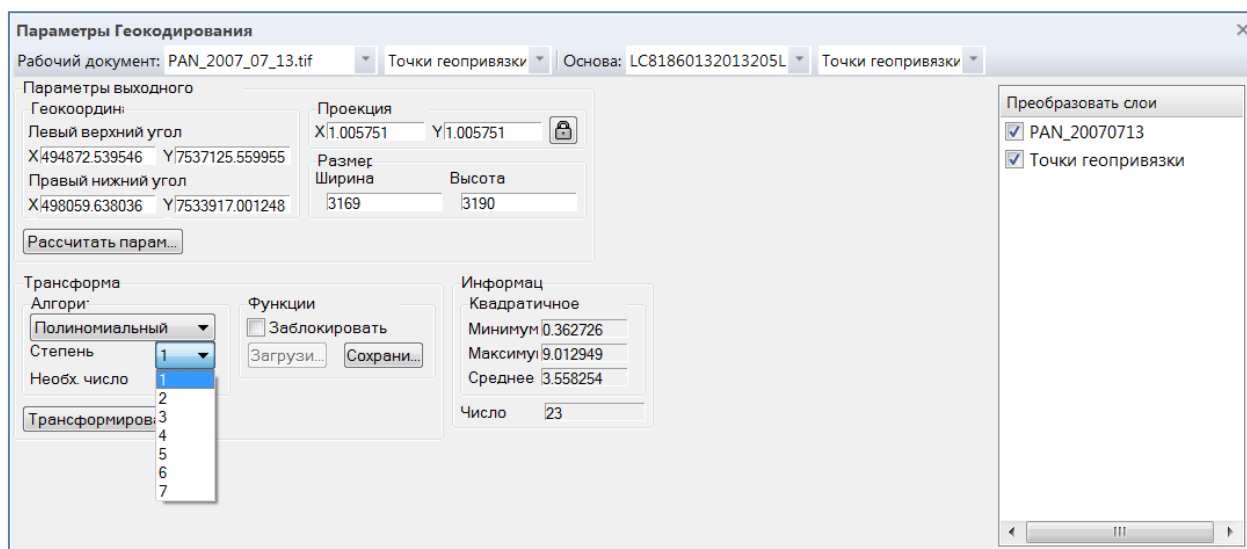 Параметры Геокодирования
Рабочий документ: PAN_2007_07_13.tif Точки геопривязки Основа: LC81860132013205L Точки геопривязки
Параметры выходного
Геокоордин
Левый верхний угол
X 494872.539546 Y 7537125.559955
Правый нижний угол
X 498059.638036 Y 7533917.001248
Проекция
X 1.005751 Y 1.005751
Размер
Ширина Высота
3169 3190
Рассчитать парам...
Трансформа
Алгори
Полиномиальный
Степень 1
Необх. число
1
2
3
4
5
6
7
Трансформирова
Функции
Заблокировать
Загрузи... Сохрани...
Информац
Квадратичное
Минимум 0.362726
Максиму 9.012949
Среднее 3.558254
Число 23
Преобразовать слои
PAN_20070713
Точки геопривязки